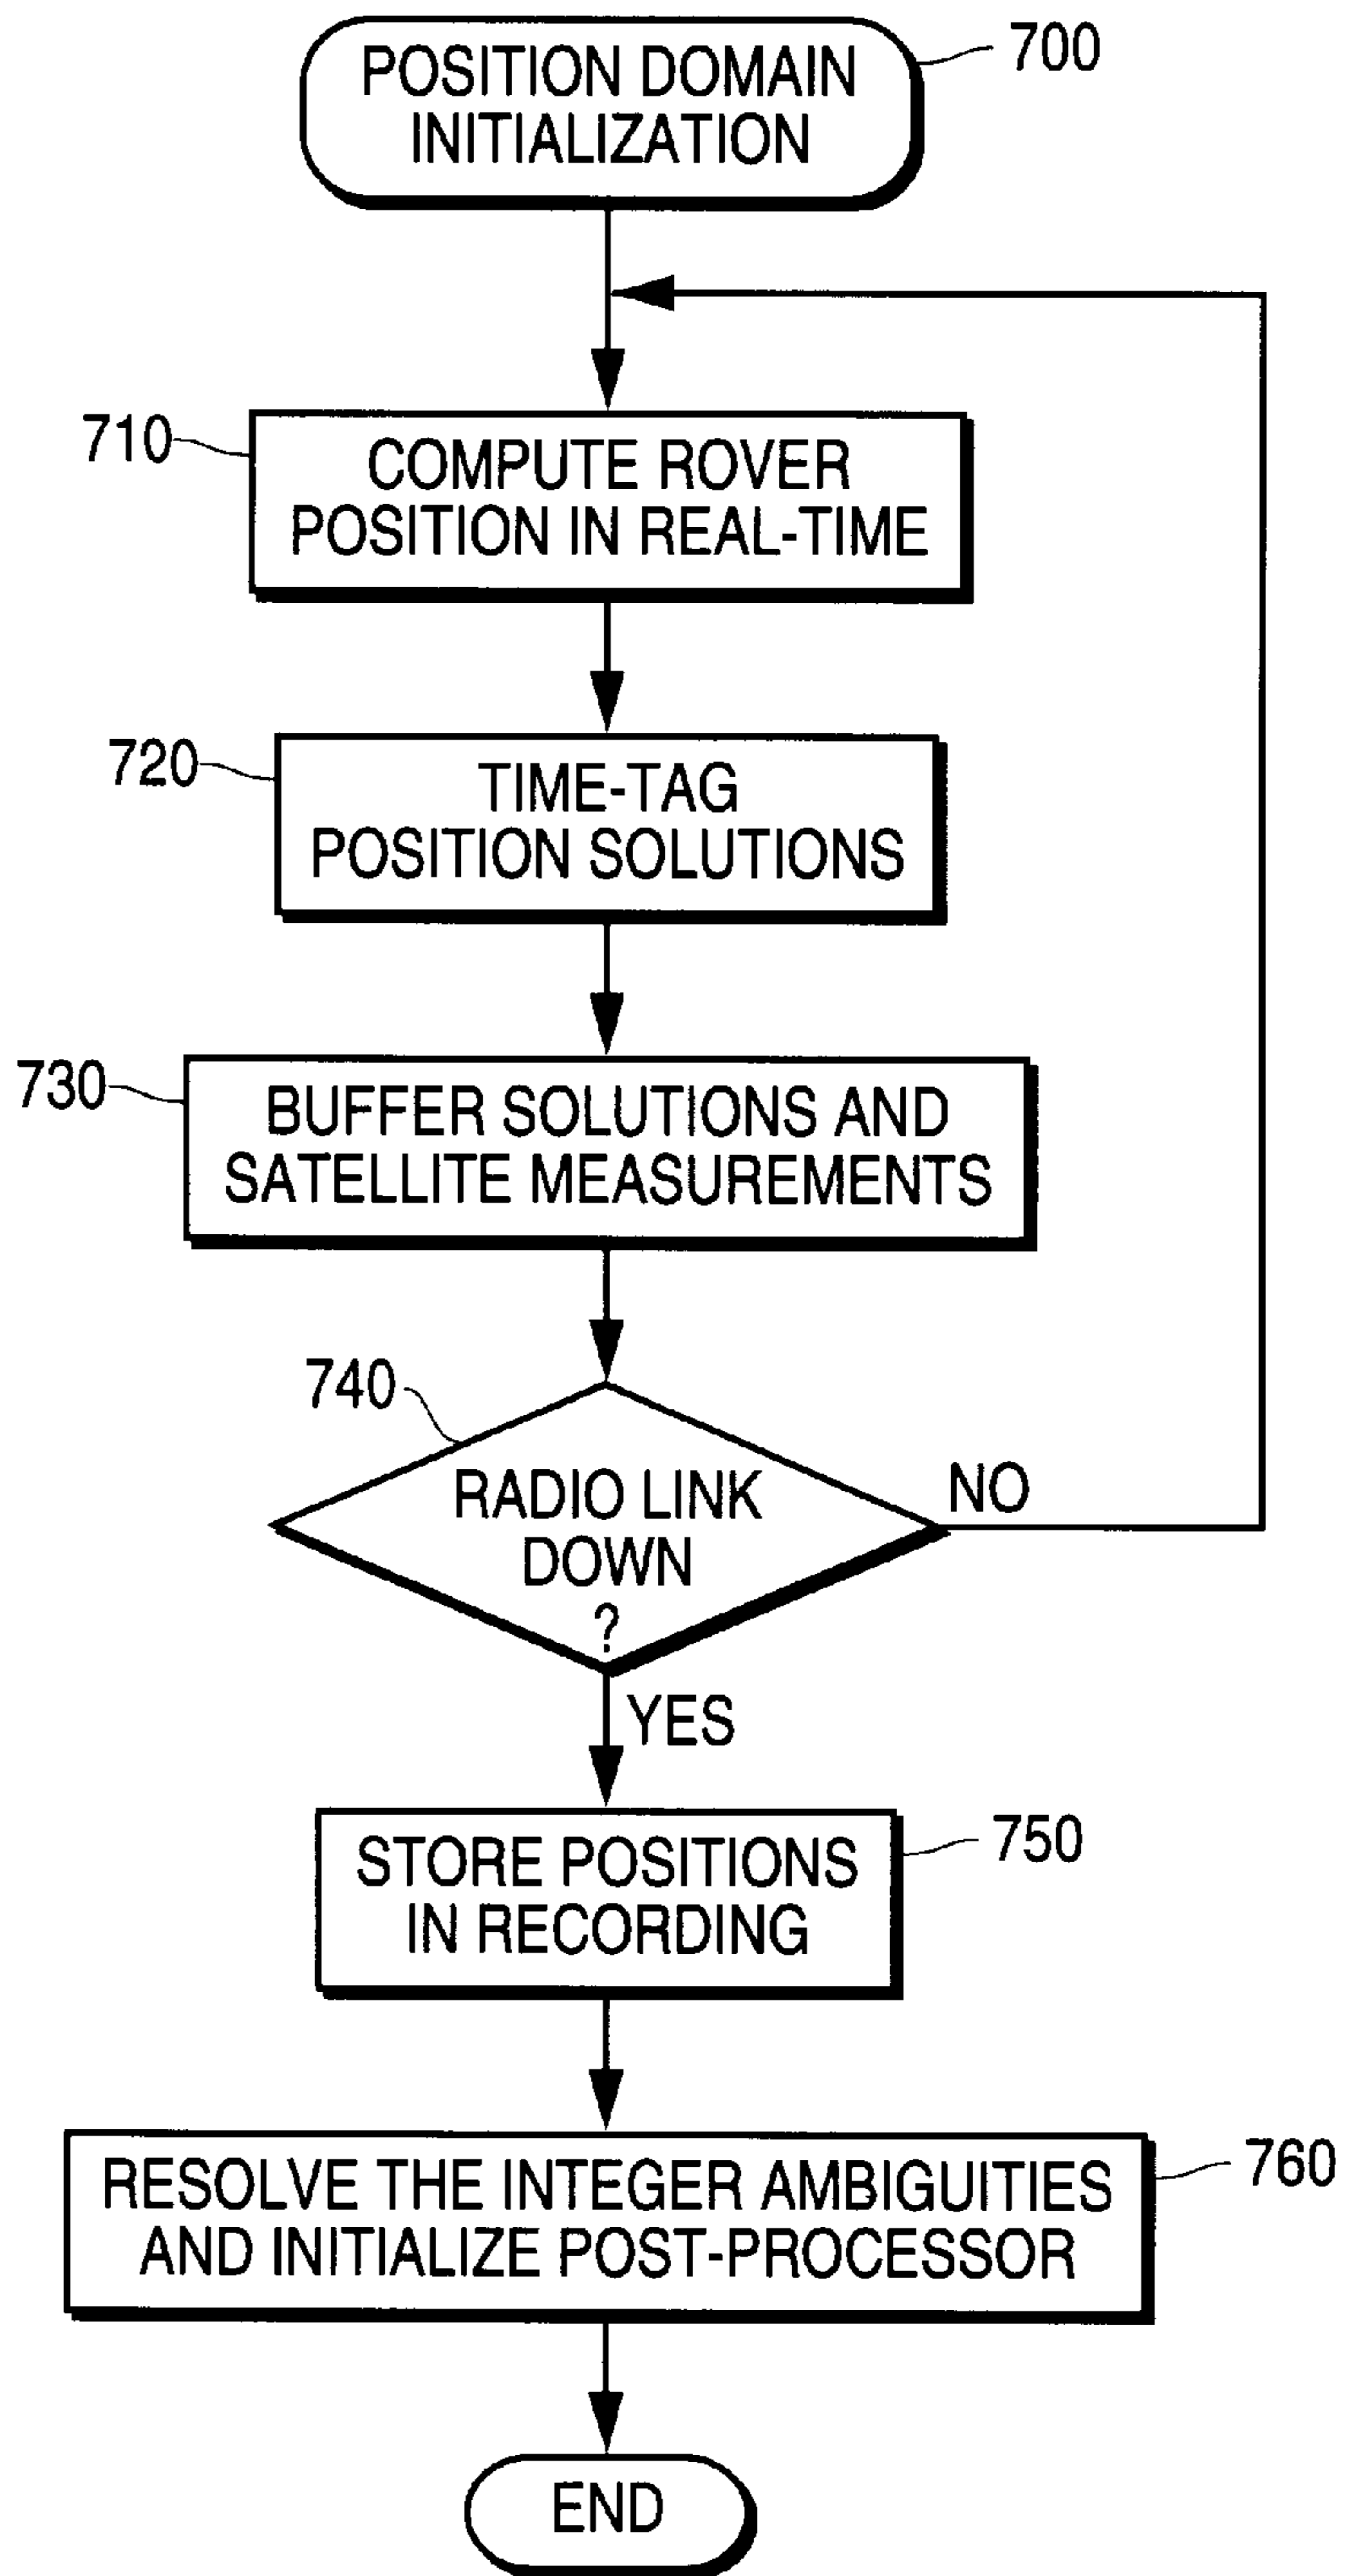 POSITION DOMAIN
INITIALIZATION
700
710
COMPUTE ROVER
POSITION IN REAL-TIME
720
TIME-TAG
POSITION SOLUTIONS
730
BUFFER SOLUTIONS AND
SATELLITE MEASUREMENTS
740
RADIO LINK
DOWN
?
NO
YES
STORE POSITIONS
IN RECORDING
750
RESOLVE THE INTEGER AMBIGUITIES
AND INITIALIZE POST-PROCESSOR
760
END